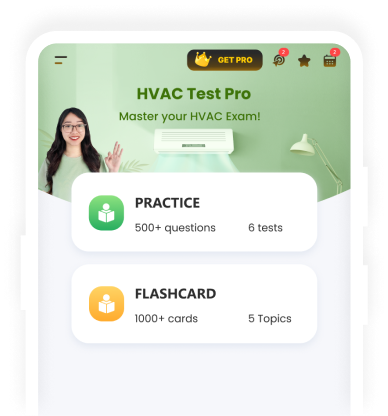 GET PRO
2
2
HVAC Test Pro
Master your HVAC Exam!
PRACTICE
500+ questions 6 tests
FLASHCARD
1000+ cards 5 Topics